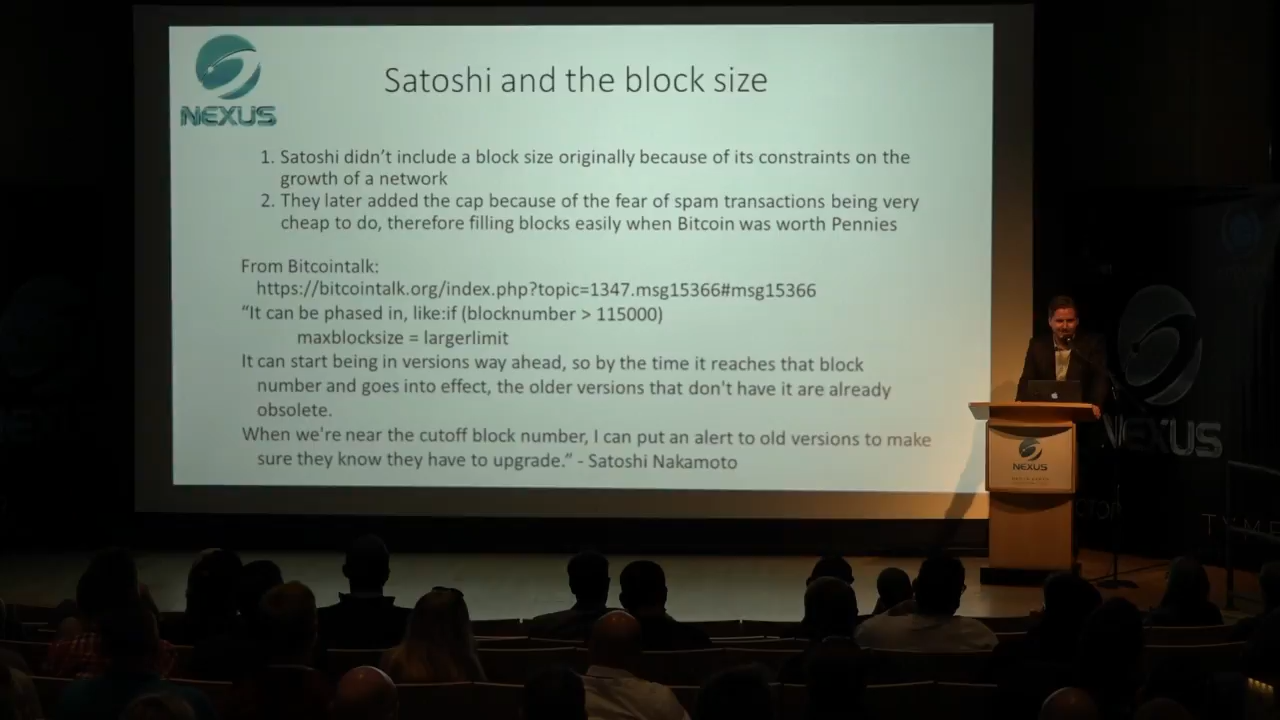 NEXUS
Satoshi and the block size
1. Satoshi didn't include a block size originally because of its constraints on the
growth of a network
2. They later added the cap because of the fear of spam transactions being very
cheap to do, therefore filling blocks easily when Bitcoin was worth Pennies
From Bitcointalk:
https://bitcointalk.org/index.php?topic=1347.msg15366#msg15366
“It can be phased in, like:if (blocknumber > 115000)
maxblocksize = largerlimit
It can start being in versions way ahead, so by the time it reaches that block
number and goes into effect, the older versions that don't have it are already
obsolete.
When we're near the cutoff block number, I can put an alert to old versions to make
sure they know they have to upgrade.” - Satoshi Nakamoto
NEXUS
NEXUS